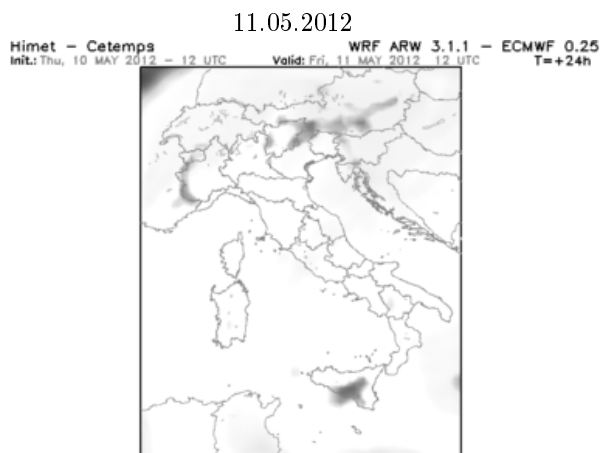 11.05.2012
Himet - Cetemps WRF ARW 3.1.1 - ECMWF 0.25
Init.: Thu, 10 MAY 2012 - 12 UTC Valid: Fri, 11 MAY 2012 12 UTC T=+24h